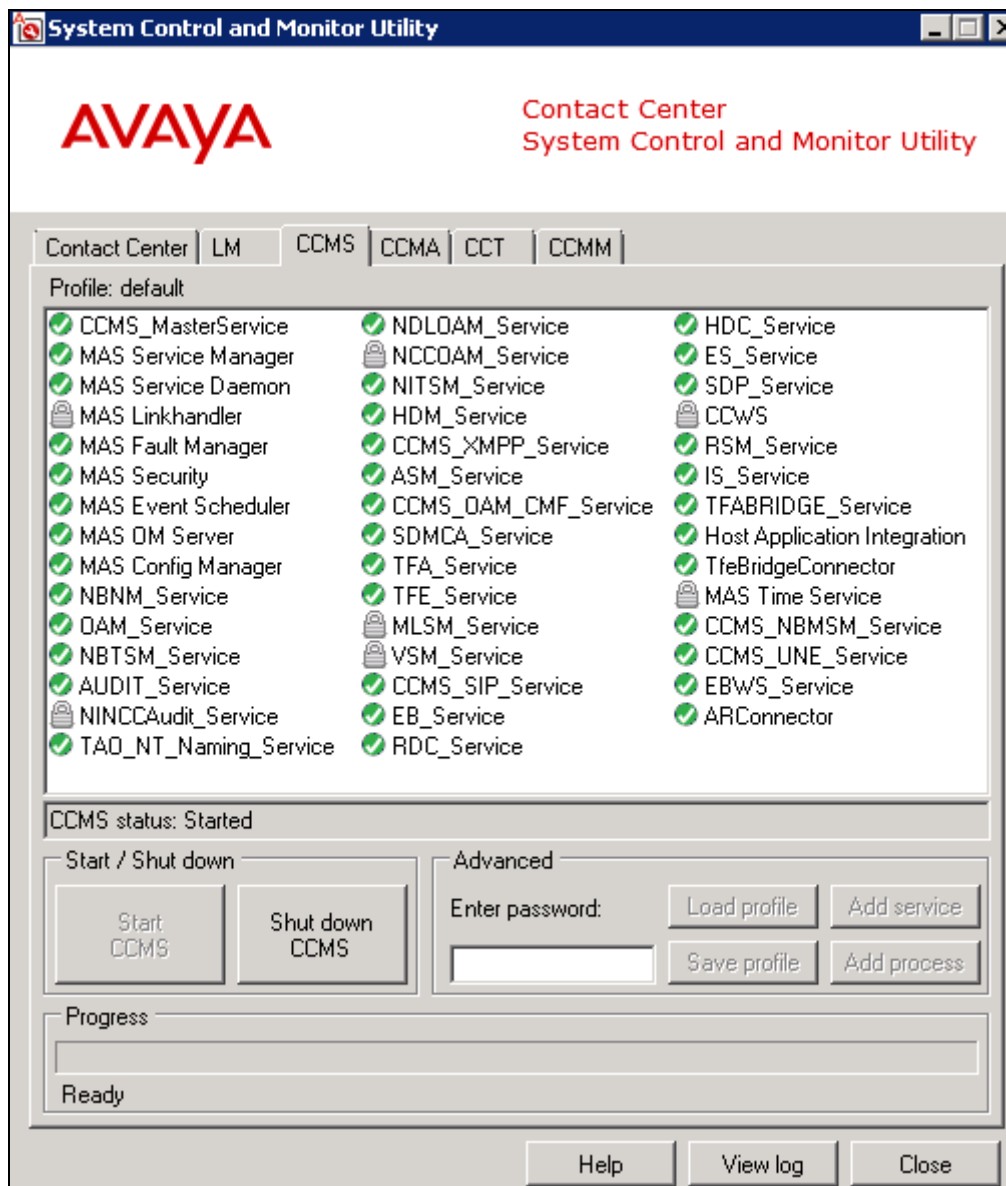 System Control and Monitor Utility
AVAYA
Contact Center
System Control and Monitor Utility
Contact Center LM CCMS CCMA CCT CCMM
Profile: default
CCMS_MasterService
MAS Service Manager
MAS Service Daemon
MAS Linkhandler
MAS Fault Manager
MAS Security
MAS Event Scheduler
MAS OM Server
MAS Config Manager
NBNM_Service
OAM_Service
NBTSM_Service
AUDIT_Service
NINCCAudit_Service
TAO_NT_Naming_Service
NDLOAM_Service
NCCOAM_Service
NITSM_Service
HDM_Service
CCMS_XMPP_Service
ASM_Service
CCMS_OAM_CMF_Service
SDMCA_Service
TFA_Service
TFE_Service
MLSM_Service
VSM_Service
CCMS_SIP_Service
EB_Service
RDC_Service
HDC_Service
ES_Service
SDP_Service
CCWS
RSM_Service
IS_Service
TFABRIDGE_Service
Host Application Integration
TfeBridgeConnector
MAS Time Service
CCMS_NBMSM_Service
CCMS_UNE_Service
EBWS_Service
ARConnector
CCMS status: Started
Start / Shut down
Start
CCMS
Shut down
CCMS
Advanced
Enter password:
Load profile
Add service
Save profile
Add process
Progress
Ready
Help
View log
Close